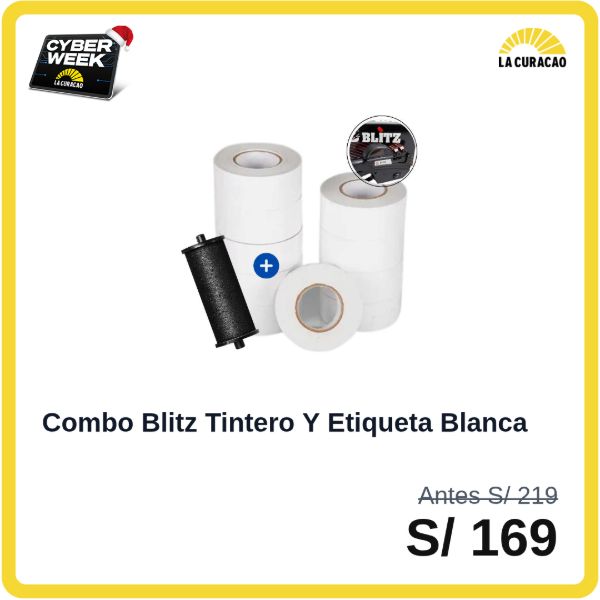 CYBER
WEEK
LA CURACAO
LA CURACAO
BLITZ
Combo Blitz Tintero Y Etiqueta Blanca
Antes S/ 219
S/ 169